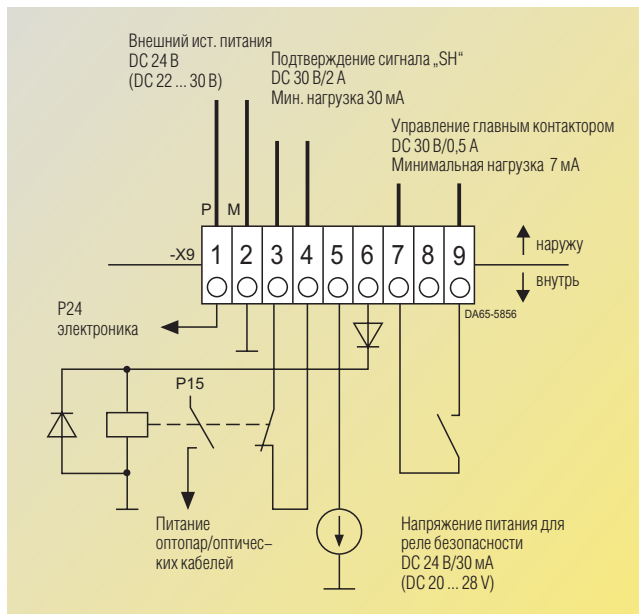 Внешний ист. питания
DC 24 В
(DC 22 ... 30 В)
Подтверждение сигнала „SH“
DC 30 В/2 А
Мин. нагрузка 30 мА
Управление главным контактором
DC 30 В/0,5 А
Минимальная нагрузка 7 мА
P M
-X9 1 2 3 4 5 6 7 8 9
наружу
внутрь
DA65-5856
P24
электроника
P15
Питание
оптопар/оптичес–
ких кабелей
Напряжение питания для
реле безопасности
DC 24 В/30 мА
(DC 20 ... 28 V)